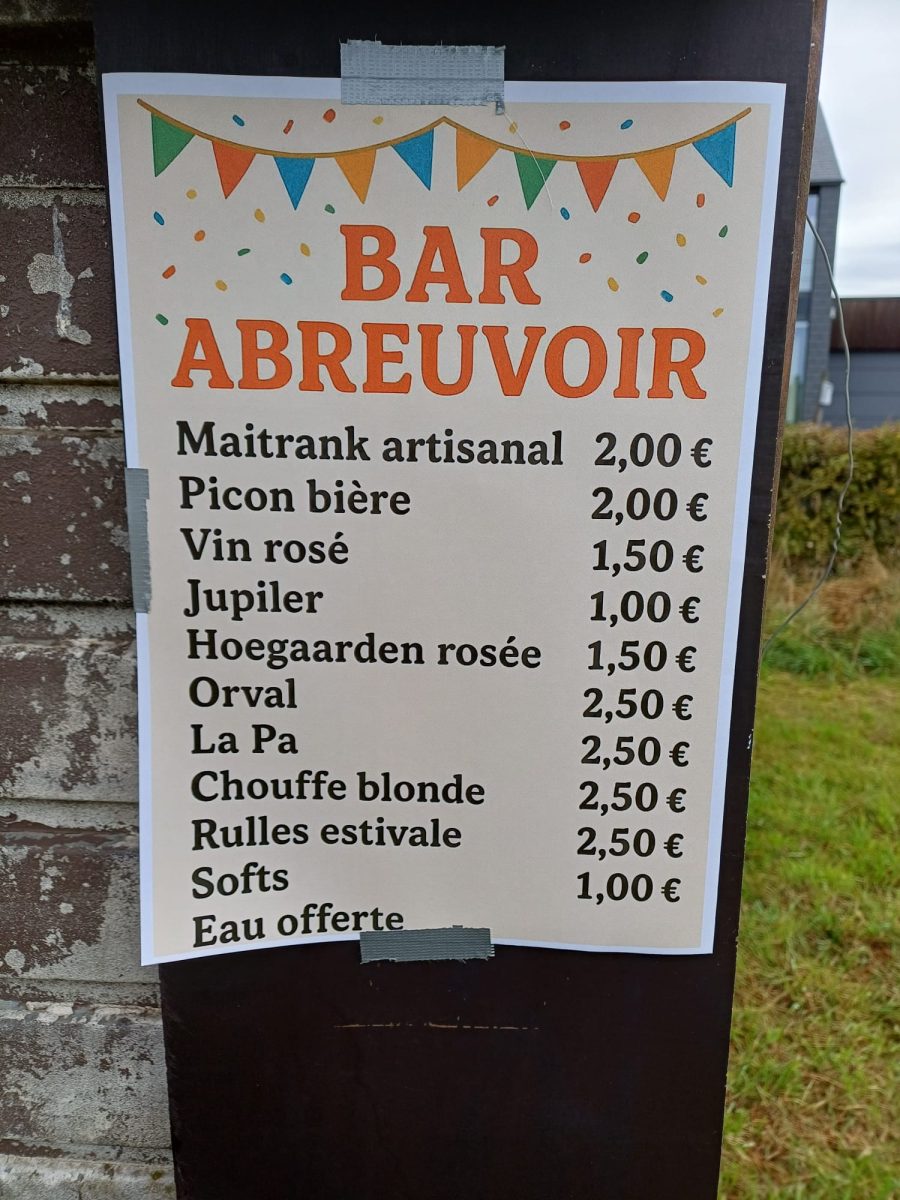 BAR
ABREUVOIR
Maitrank artisanal 2,00 €
Picon bière 2,00 €
Vin rosé 1,50 €
Jupiler 1,00 €
Hoegaarden rosée 1,50 €
Orval 2,50 €
La Pa 2,50 €
Chouffe blonde 2,50 €
Rulles estivale 2,50 €
Softs 1,00 €
Eau offerte